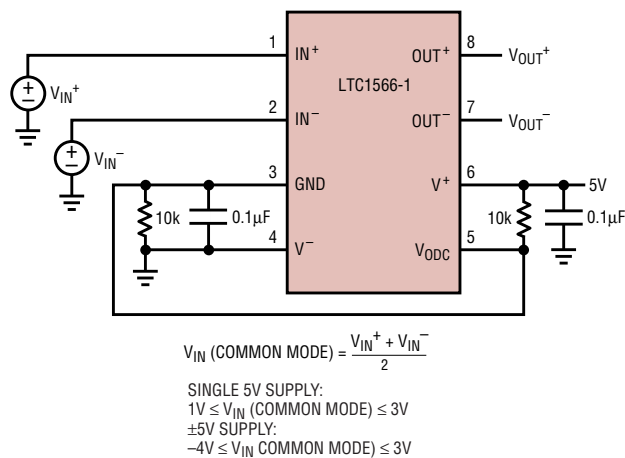 1 IN+ OUT+ 8 VOUT+
LTC1566-1
VIN+
2 IN− OUT− 7 VOUT−
VIN−
3 GND V+ 6 5V
10k 0.1µF 10k 0.1µF
4 V− VODC 5
VIN (COMMON MODE) = VIN+ + VIN−
2
SINGLE 5V SUPPLY:
1V ≤ VIN (COMMON MODE) ≤ 3V
±5V SUPPLY:
–4V ≤ VIN COMMON MODE) ≤ 3V